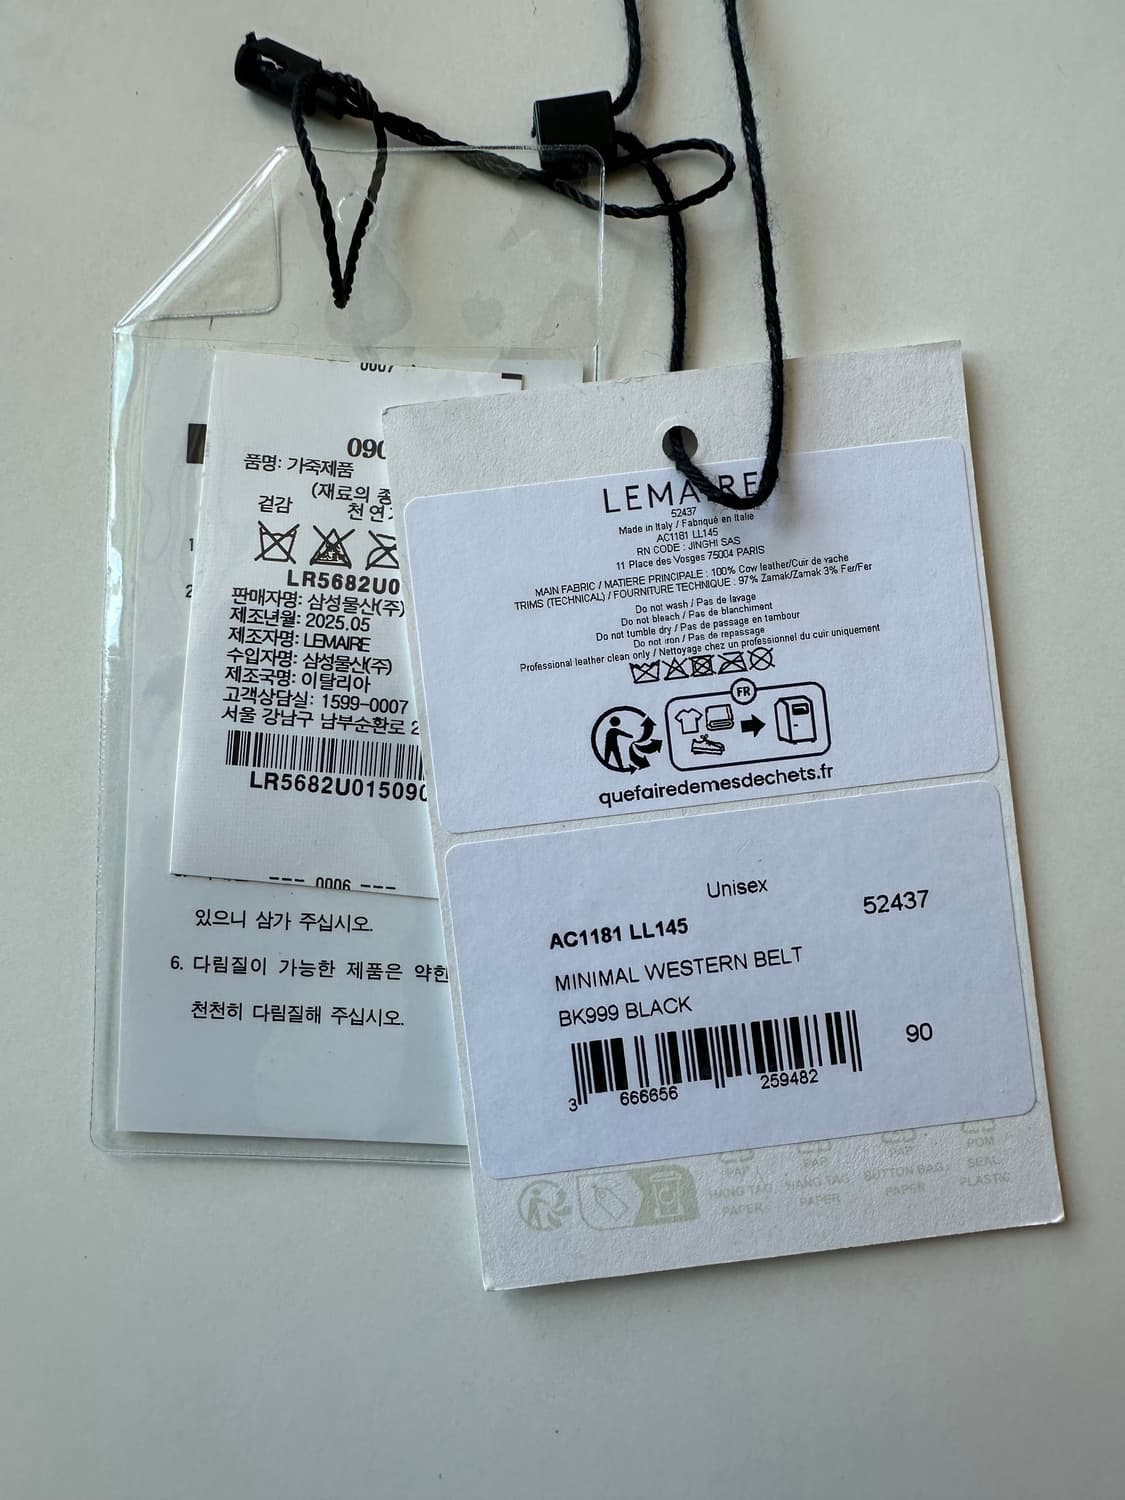 0007
090
품명: 가죽제품
(재료의 종
겉감 천연
LR5682U0
판매자명: 삼성물산(주)
제조년월: 2025.05
제조자명: LEMAIRE
수입자명: 삼성물산(주)
제조국명: 이탈리아
고객상담실: 1599-0007
서울 강남구 남부순환로 2
LR5682U015090
--- 0006 ---
있으니 삼가 주십시오.
6. 다림질이 가능한 제품은 약한
천천히 다림질해 주십시오.
LEMAIRE
52437
Made in Italy / Fabriqué en Italie
AC1181 LL145
RN CODE : JINGHI SAS
11 Place des Vosges 75004 PARIS
MAIN FABRIC / MATIERE PRINCIPALE : 100% Cow leather/Cuir de vache
TRIMS (TECHNICAL) / FOURNITURE TECHNIQUE : 97% Zamak/Zamak 3% Fer/Fer
Do not wash / Pas de lavage
Do not bleach / Pas de blanchiment
Do not tumble dry / Pas de passage en tambour
Do not iron / Pas de repassage
Professional leather clean only / Nettoyage chez un professionnel du cuir uniquement
FR
quefairedemesdechets.fr
Unisex
52437
AC1181 LL145
MINIMAL WESTERN BELT
BK999 BLACK
90
3 666656 259482
PAP PAP PAP POM
HANG TAG HANG TAG BUTTON BAG SEAL
PAPER PAPER PAPER PLASTIC